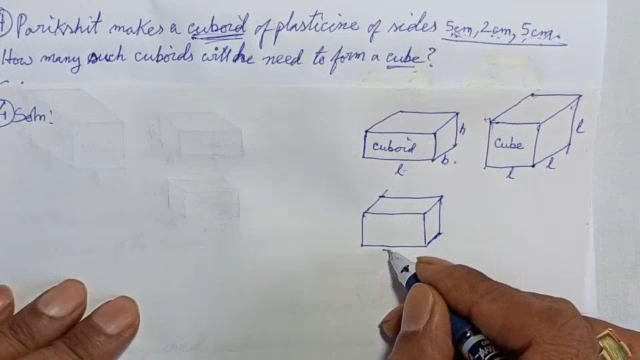 4) Parikshit makes a cuboid of plasticine of sides 5cm, 2cm, 5cm.
How many such cuboids will he need to form a cube?
4) Soln:
cuboid
h
b.
l
cube
l
l
l